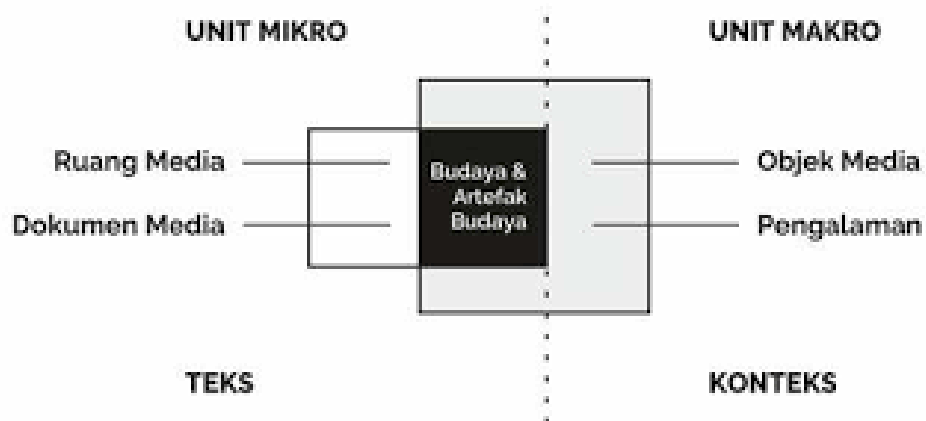 UNIT MIKRO
UNIT MAKRO
Ruang Media
Dokumen Media
Budaya &
Artefak
Budaya
Objek Media
Pengalaman
TEKS
KONTEKS